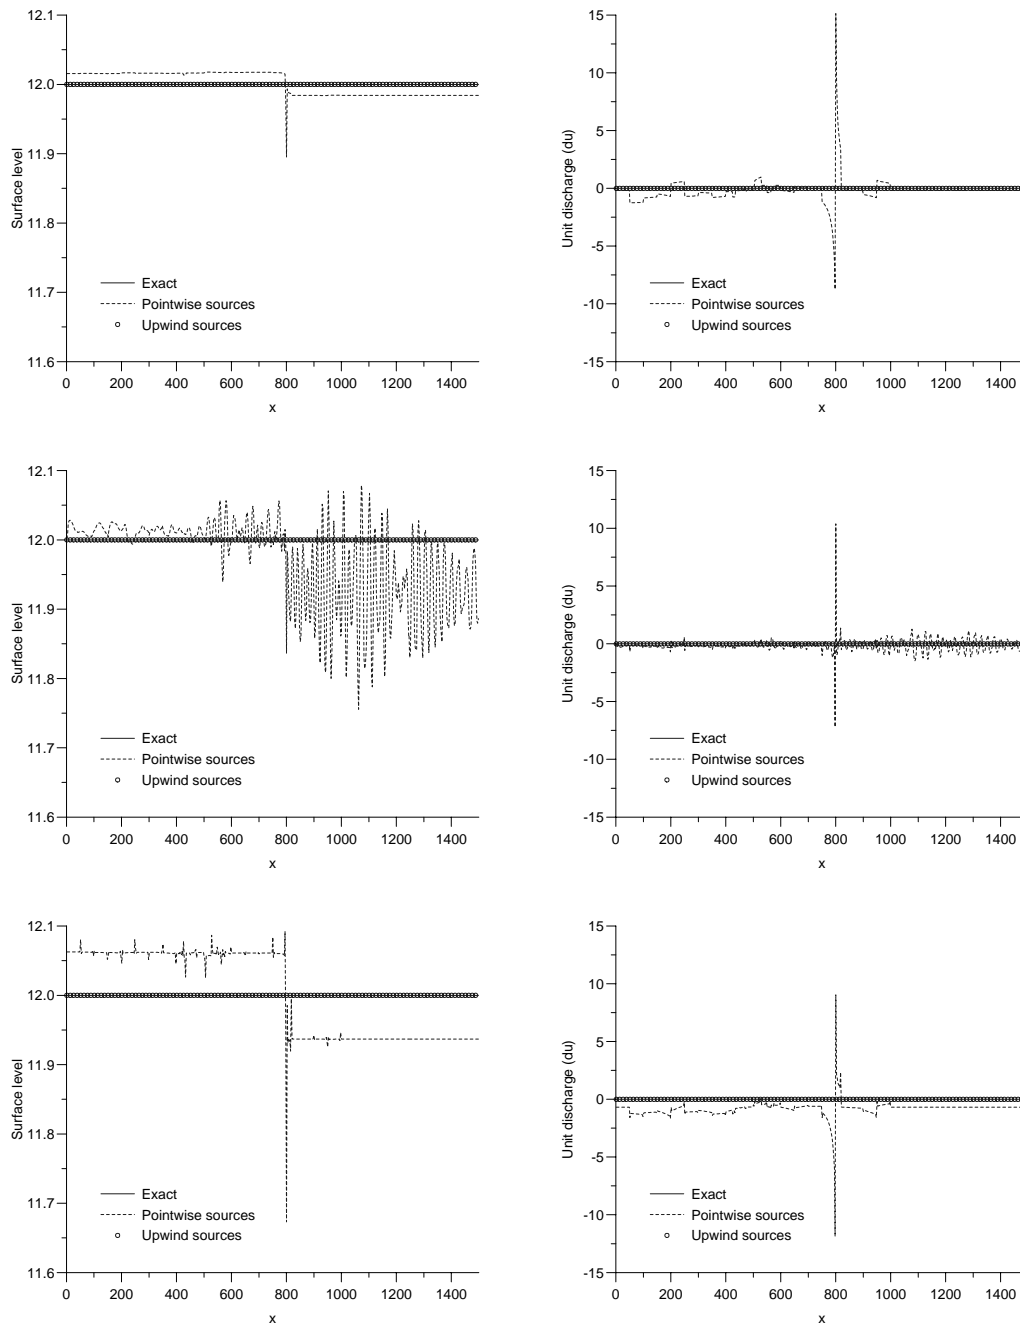 12.1
12.0
11.9
11.8
11.7
11.6
Surface level
Exact
Pointwise sources
Upwind sources
0 200 400 600 800 1000 1200 1400
x
15
10
5
0
-5
-10
-15
Unit discharge (du)
Exact
Pointwise sources
Upwind sources
0 200 400 600 800 1000 1200 1400
x
12.1
12.0
11.9
11.8
11.7
11.6
Surface level
Exact
Pointwise sources
Upwind sources
0 200 400 600 800 1000 1200 1400
x
15
10
5
0
-5
-10
-15
Unit discharge (du)
Exact
Pointwise sources
Upwind sources
0 200 400 600 800 1000 1200 1400
x
12.1
12.0
11.9
11.8
11.7
11.6
Surface level
Exact
Pointwise sources
Upwind sources
0 200 400 600 800 1000 1200 1400
x
15
10
5
0
-5
-10
-15
Unit discharge (du)
Exact
Pointwise sources
Upwind sources
0 200 400 600 800 1000 1200 1400
x